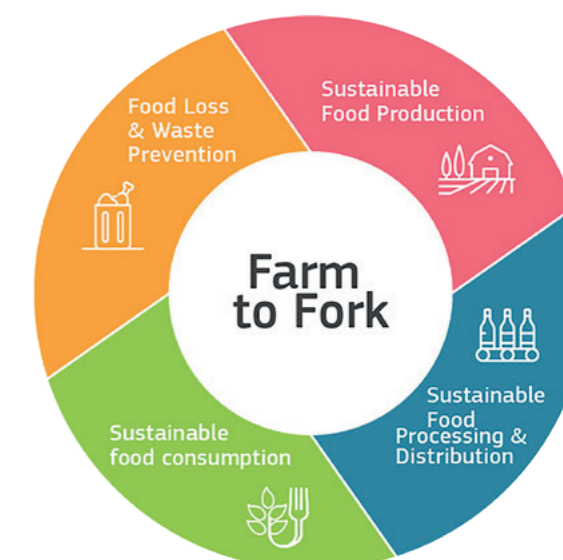 Food Loss
& Waste
Prevention
Sustainable
Food Production
Farm
to Fork
Sustainable
Food
Processing &
Distribution
Sustainable
food consumption